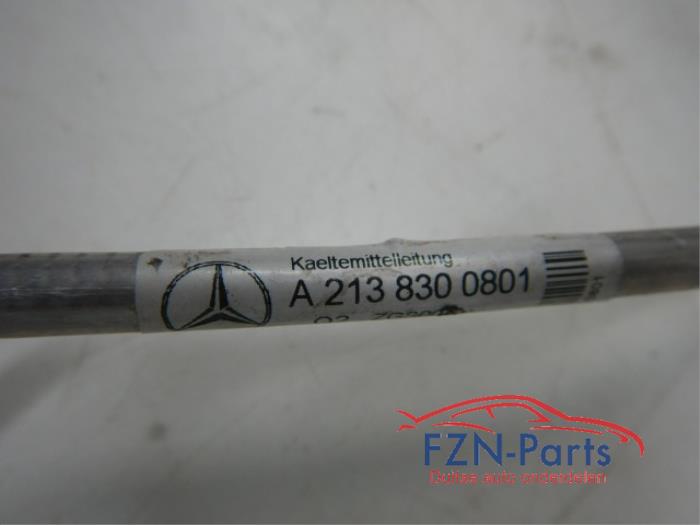 Kaeltemittelleitung
A 213 830 0801
FZN-Parts
Duitse auto onderdelen